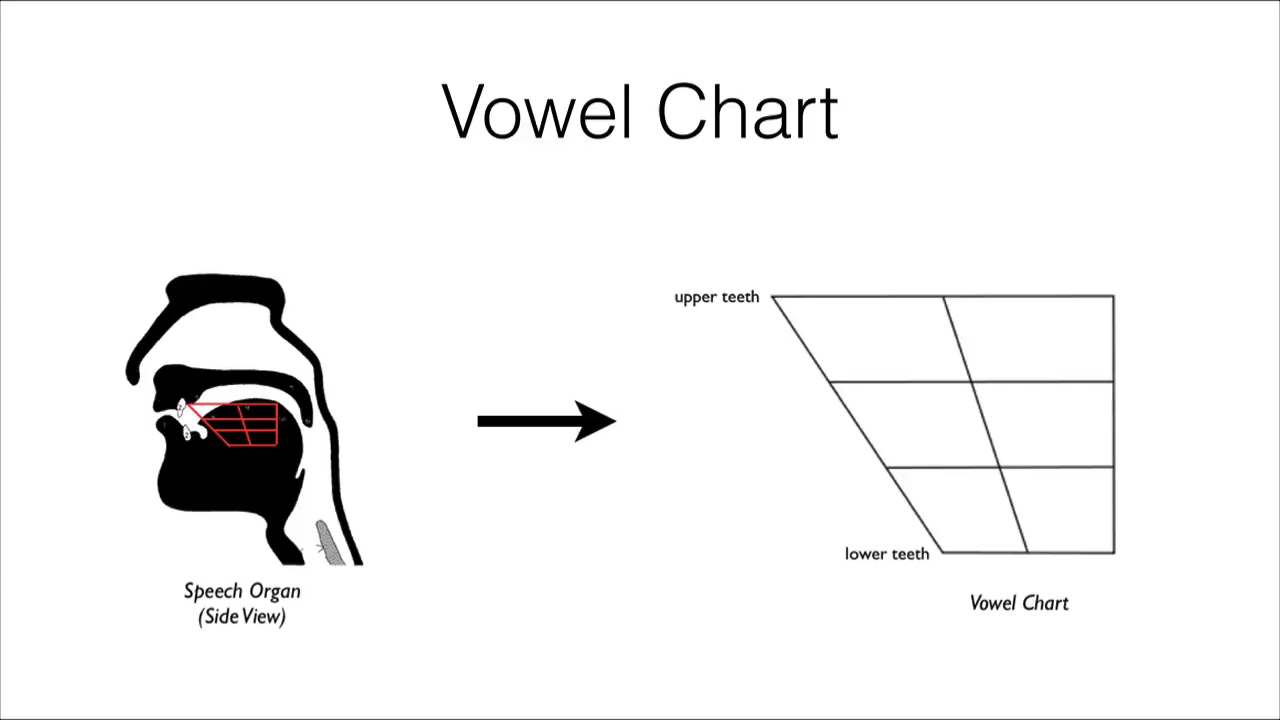 Vowel Chart
upper teeth
lower teeth
Speech Organ
(Side View)
Vowel Chart